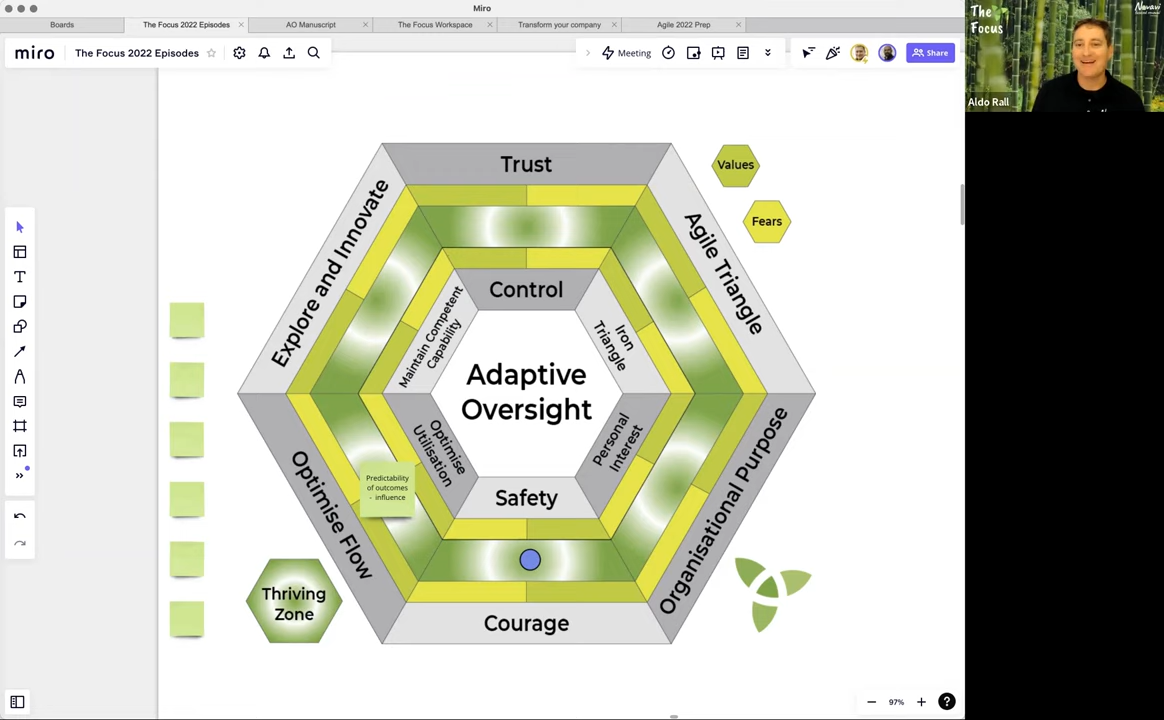 Miro
Boards
The Focus 2022 Episodes
AO Manuscript
The Focus Workspace
Transform your company
Agile 2022 Prep
miro
The Focus 2022 Episodes
Meeting
Share
The
Focus
Aldo Rall
Trust
Values
Fears
Explore and Innovate
Agile Triangle
Control
Maintain Competent
Capability
Iron
Triangle
Adaptive
Oversight
Optimise
Utilisation
Personal
Interest
Predictability
of outcomes
- influence
Safety
Optimise Flow
Organisational Purpose
Thriving
Zone
Courage
97%